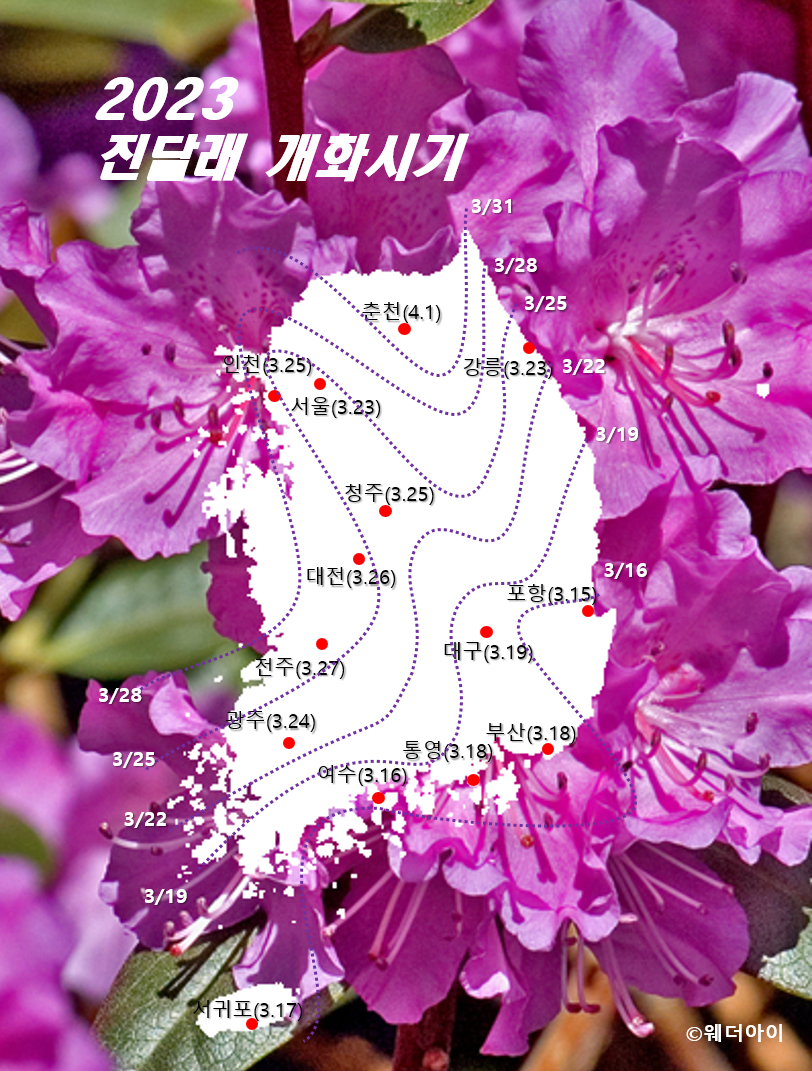 2023
진달래 개화시기
3/31
3/28
3/25
춘천(4.1)
인천(3.25)
강릉(3.23)
3/22
서울(3.23)
3/19
청주(3.25)
3/16
대전(3.26)
포항(3.15)
대구(3.19)
전주(3.27)
3/28
광주(3.24)
부산(3.18)
통영(3.18)
3/25
여수(3.16)
3/22
3/19
서귀포(3.17)
©웨더아이